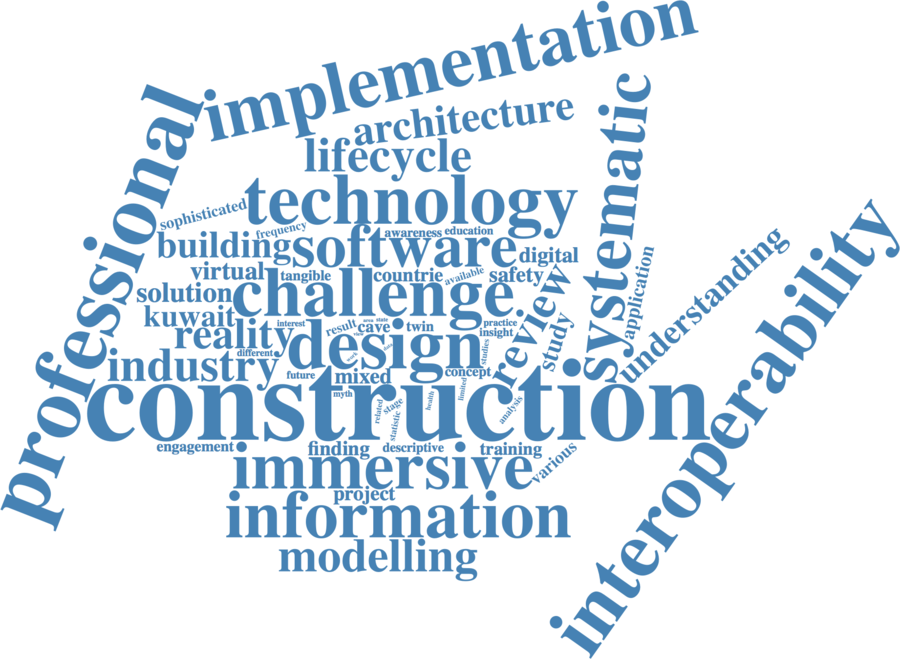 implementation
professional
architecture
systematic
lifecycle
technology
sophisticated
frequency
awareness
education
building
software
digital
virtual
tangible
countrie
available
safety
application
understanding
interoperability
solution
challenge
review
kuwait
interest
result
cave
twin
practice
insight
study
reality
design
different
studies
industry
future
mixed
concept
limited
myth
health
construction
related
stage
statistic
analysis
engagement
finding
descriptive
training
various
immersive
project
information
modelling
area
state